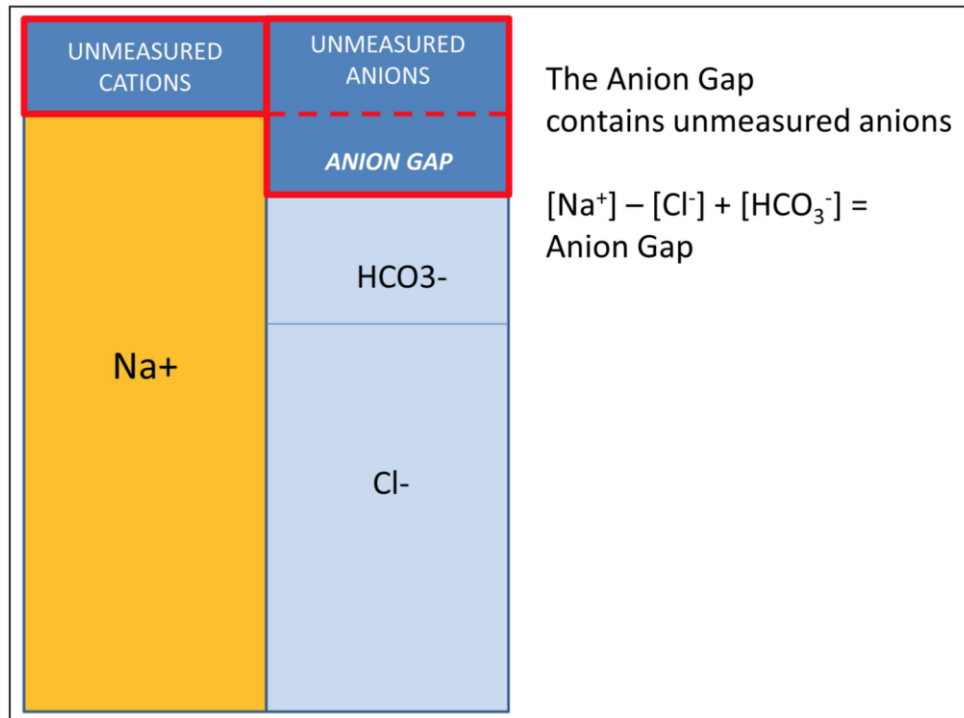 UNMEASURED
CATIONS
UNMEASURED
ANIONS
ANION GAP
HCO3-
Na+
Cl-
The Anion Gap
contains unmeasured anions
[Na⁺] – [Cl⁻] + [HCO₃⁻] =
Anion Gap